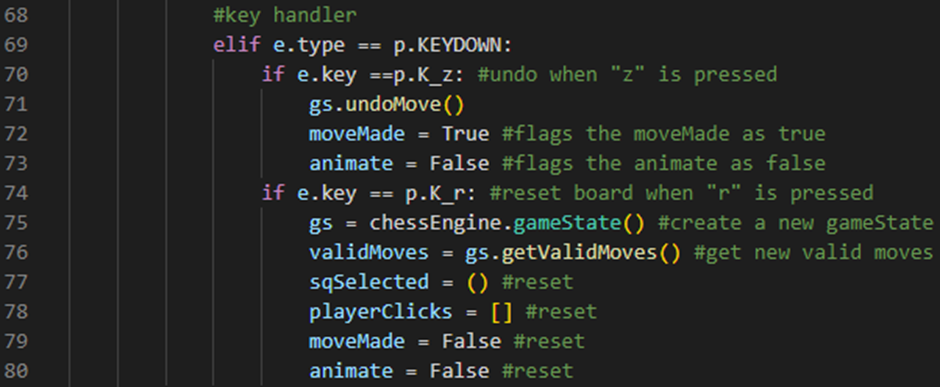 68 #key handler
69 elif e.type == p.KEYDOWN:
70 if e.key ==p.K_z: #undo when "z" is pressed
71 gs.undoMove()
72 moveMade = True #flags the moveMade as true
73 animate = False #flags the animate as false
74 if e.key == p.K_r: #reset board when "r" is pressed
75 gs = chessEngine.gameState() #create a new gameState
76 validMoves = gs.getValidMoves() #get new valid moves
77 sqSelected = () #reset
78 playerClicks = [] #reset
79 moveMade = False #reset
80 animate = False #reset